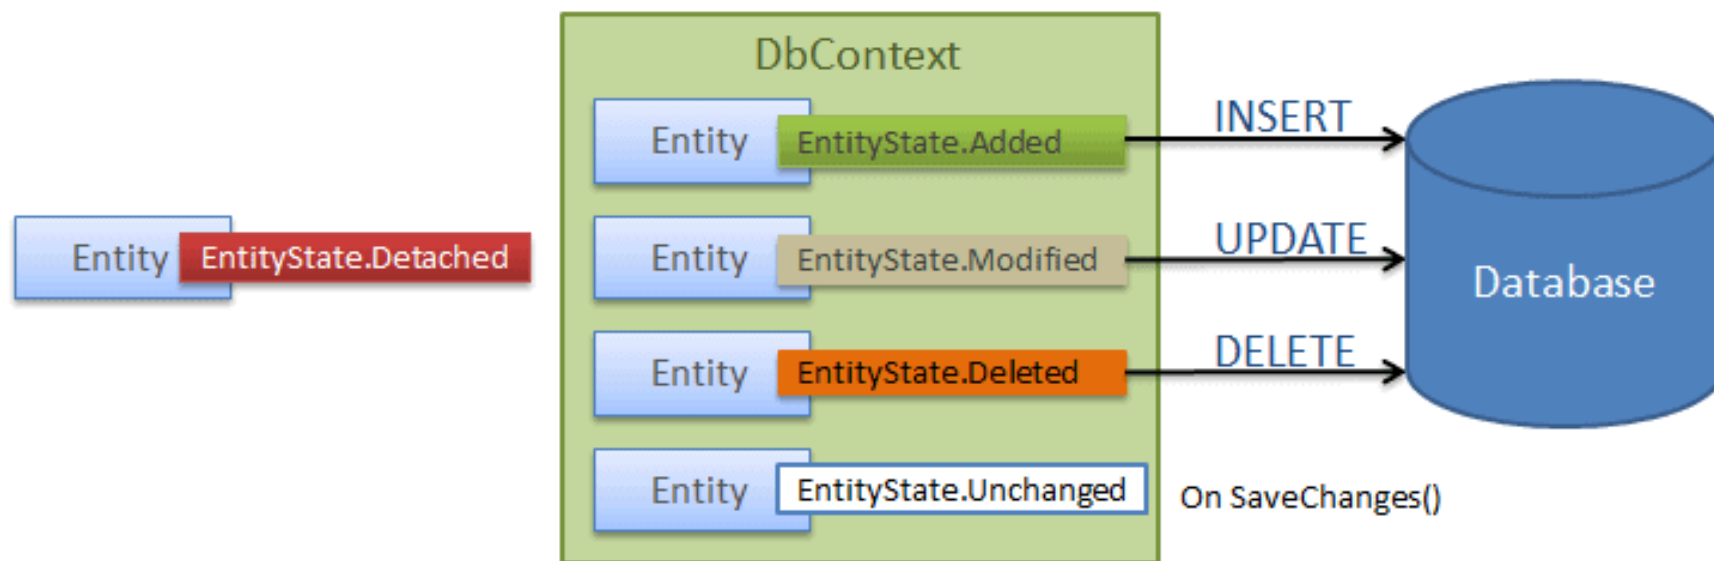 DbContext
Entity EntityState.Added
INSERT
Entity EntityState.Detached
Entity EntityState.Modified
UPDATE
Database
Entity EntityState.Deleted
DELETE
Entity EntityState.Unchanged
On SaveChanges()